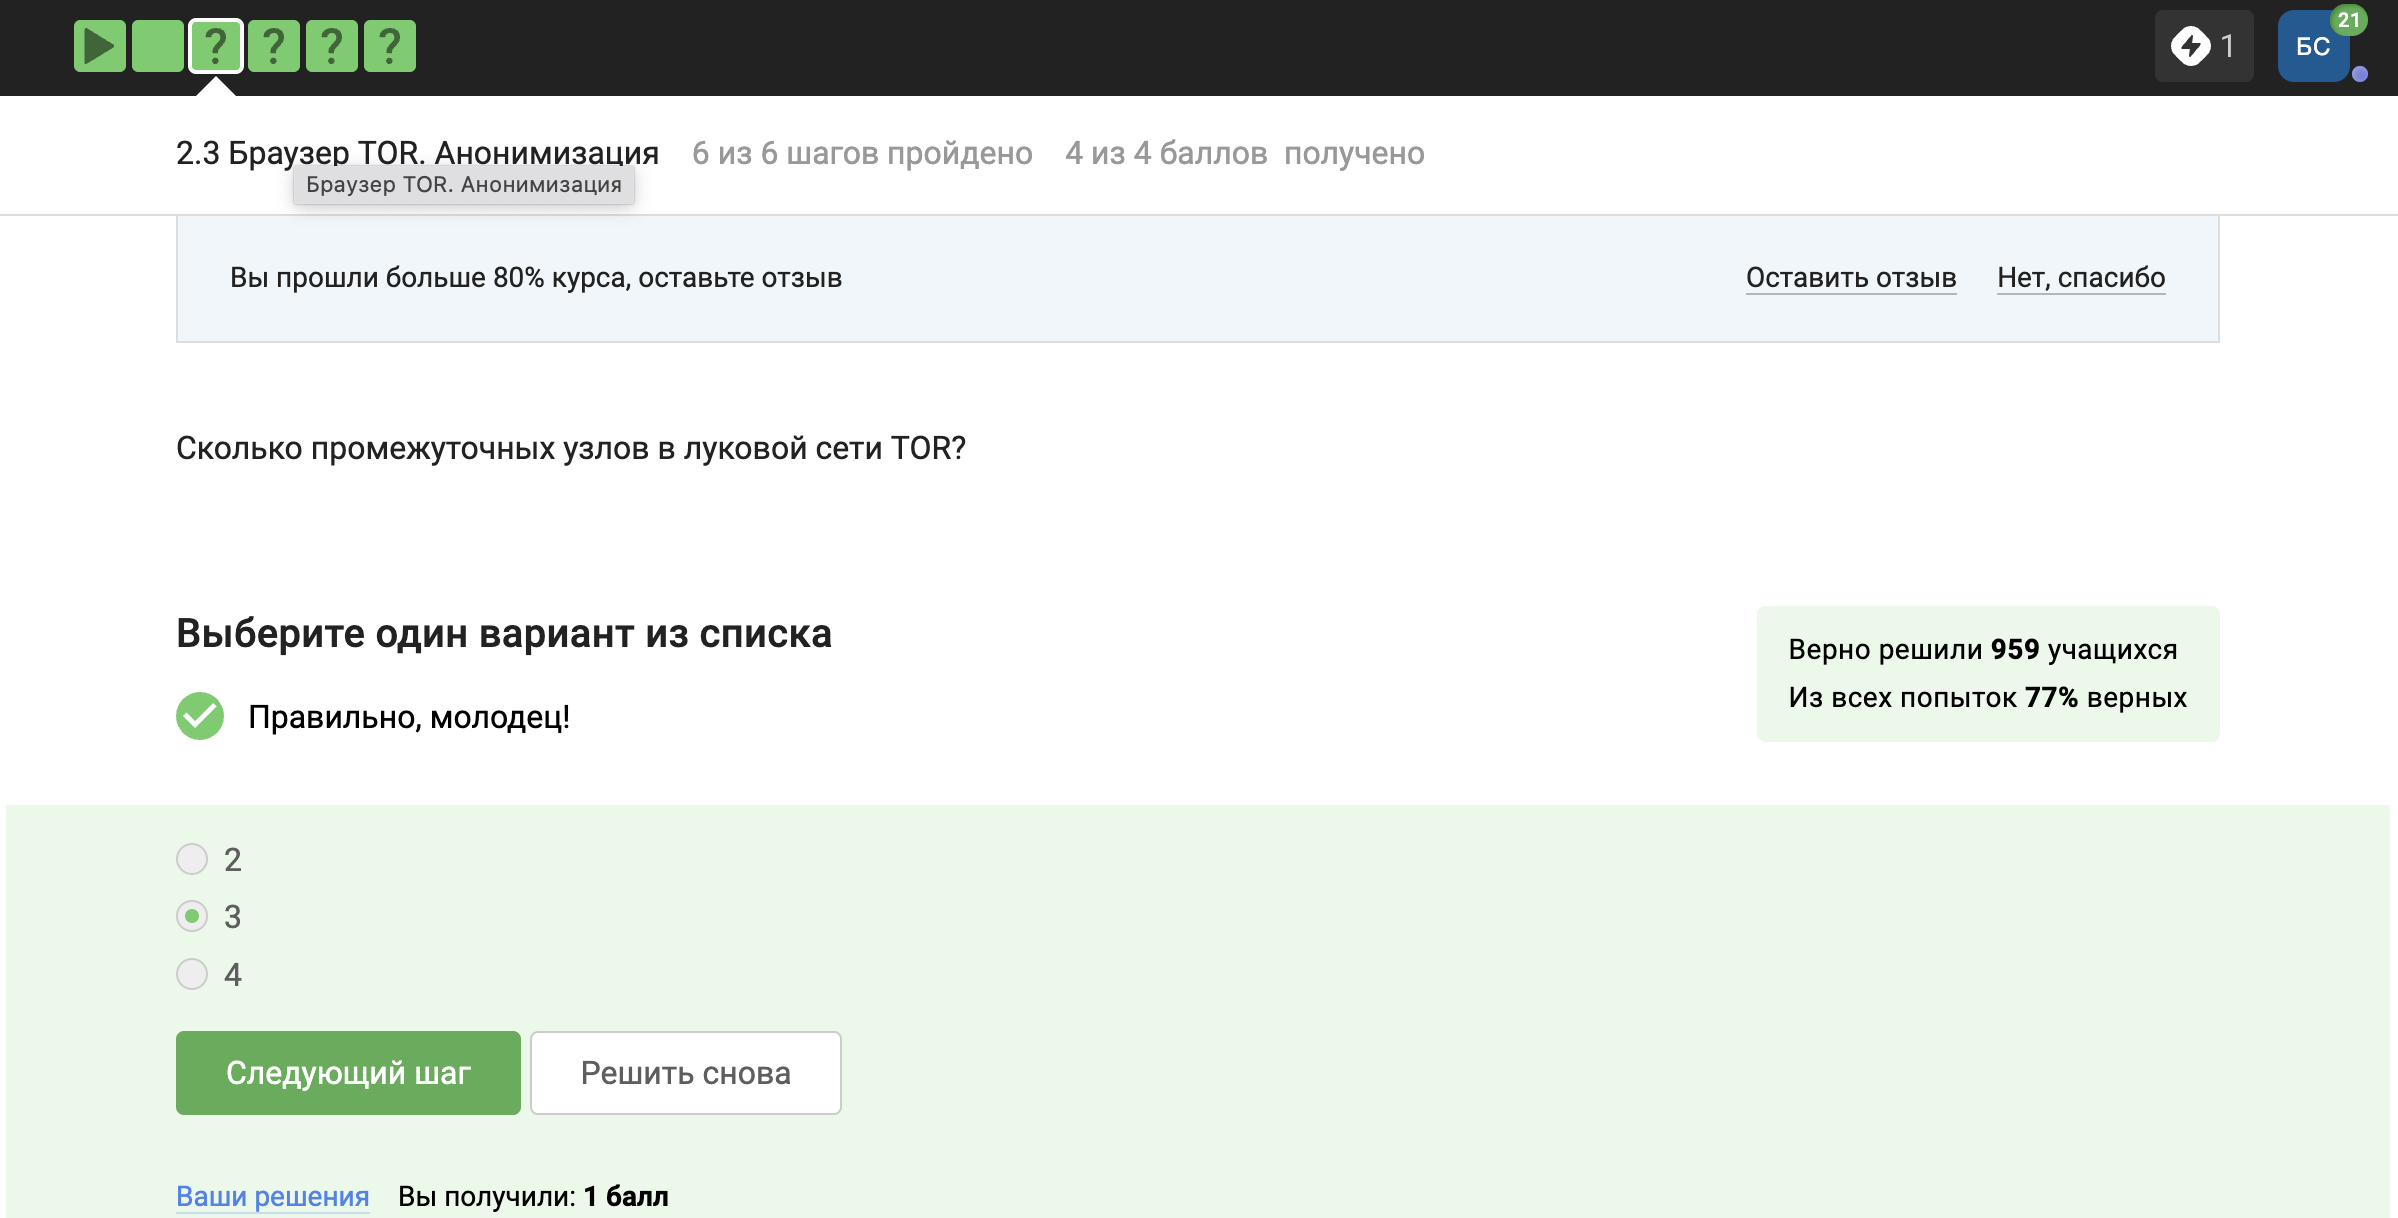 ? ? ? ?
1
БС
21
2.3 Браузер TOR. Анонимизация 6 из 6 шагов пройдено 4 из 4 баллов получено
Браузер TOR. Анонимизация
Вы прошли больше 80% курса, оставьте отзыв Оставить отзыв Нет, спасибо
Сколько промежуточных узлов в луковой сети TOR?
Выберите один вариант из списка
Правильно, молодец!
Верно решили 959 учащихся
Из всех попыток 77% верных
2
3
4
Следующий шаг Решить снова
Ваши решения Вы получили: 1 балл